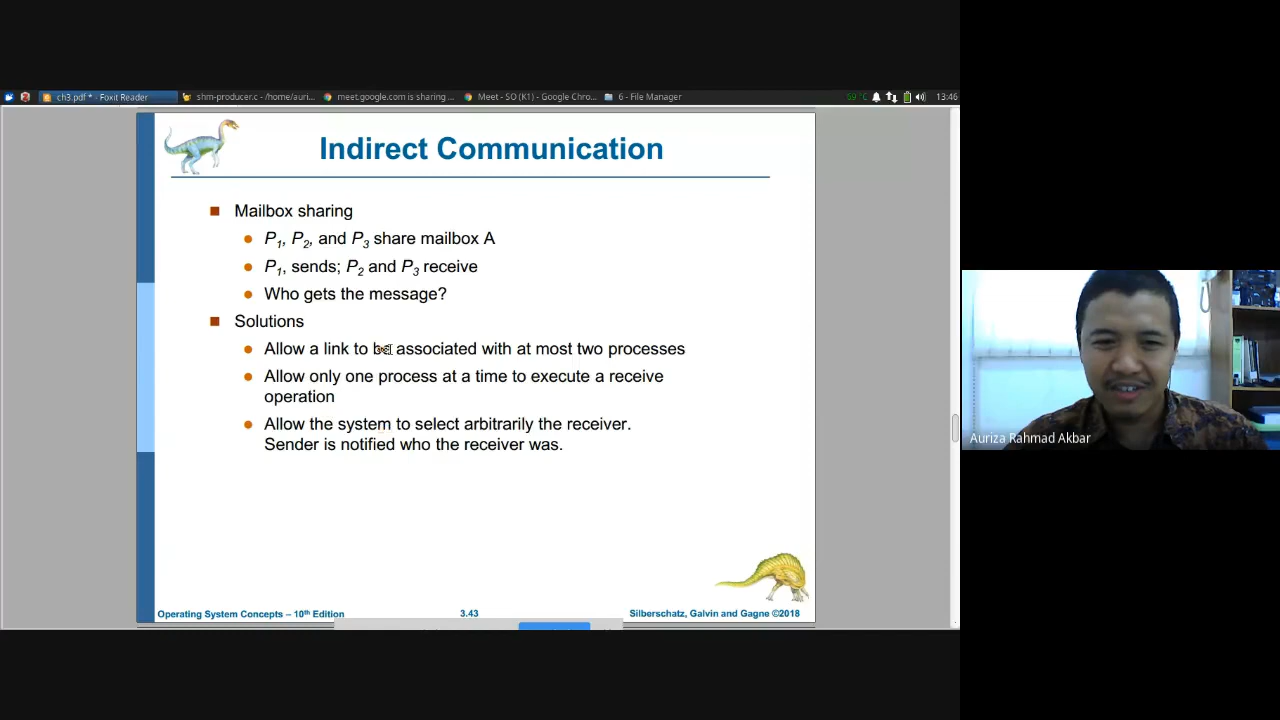 ch3.pdf * - Foxit Reader
shm-producer.c - /home/auri...
meet.google.com is sharing ...
Meet - SO (K1) - Google Chro...
6 - File Manager
59°C
13:46
Indirect Communication
Mailbox sharing
P1, P2, and P3 share mailbox A
P1, sends; P2 and P3 receive
Who gets the message?
Solutions
Allow a link to be associated with at most two processes
Allow only one process at a time to execute a receive
operation
Allow the system to select arbitrarily the receiver.
Sender is notified who the receiver was.
Auriza Rahmad Akbar
Operating System Concepts – 10th Edition
3.43
Silberschatz, Galvin and Gagne ©2018